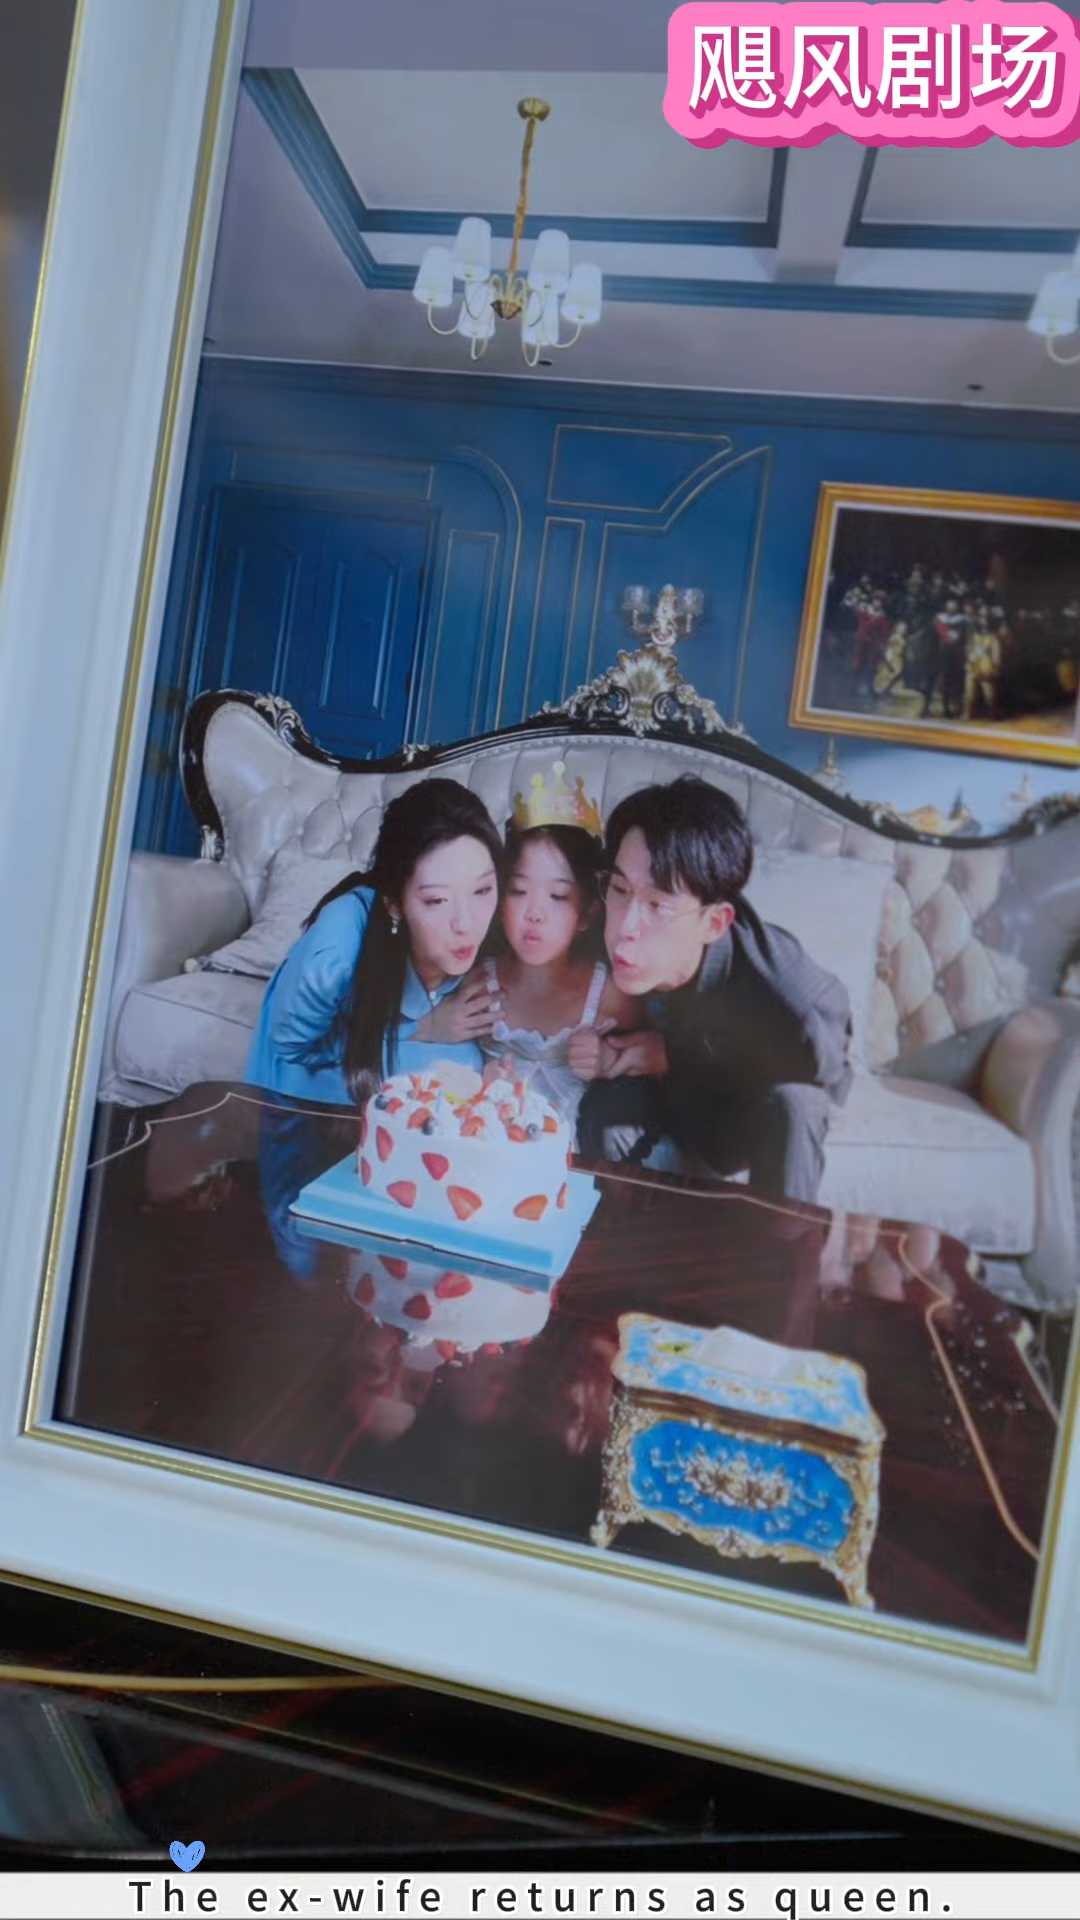 飓风剧场
The ex-wife returns as queen.